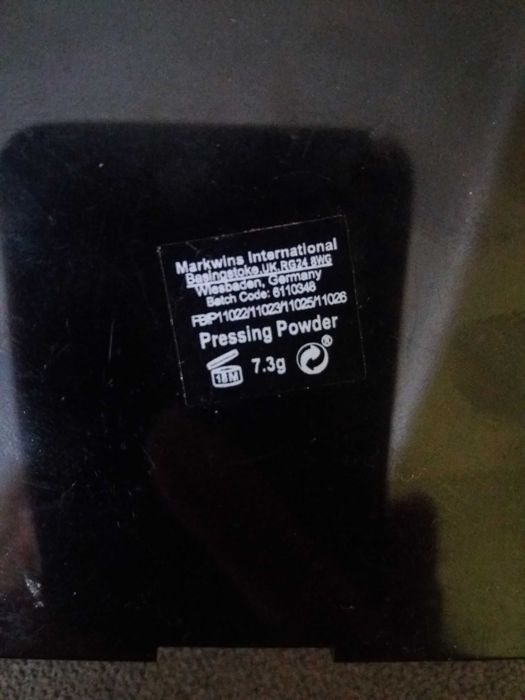 Markwins International
Basingstoke,UK,RG24 8WG
Wiesbaden, Germany
Batch Code: 6110348
FBIP11022/11023/11025/11026
Pressing Powder
18M 7.3g ®